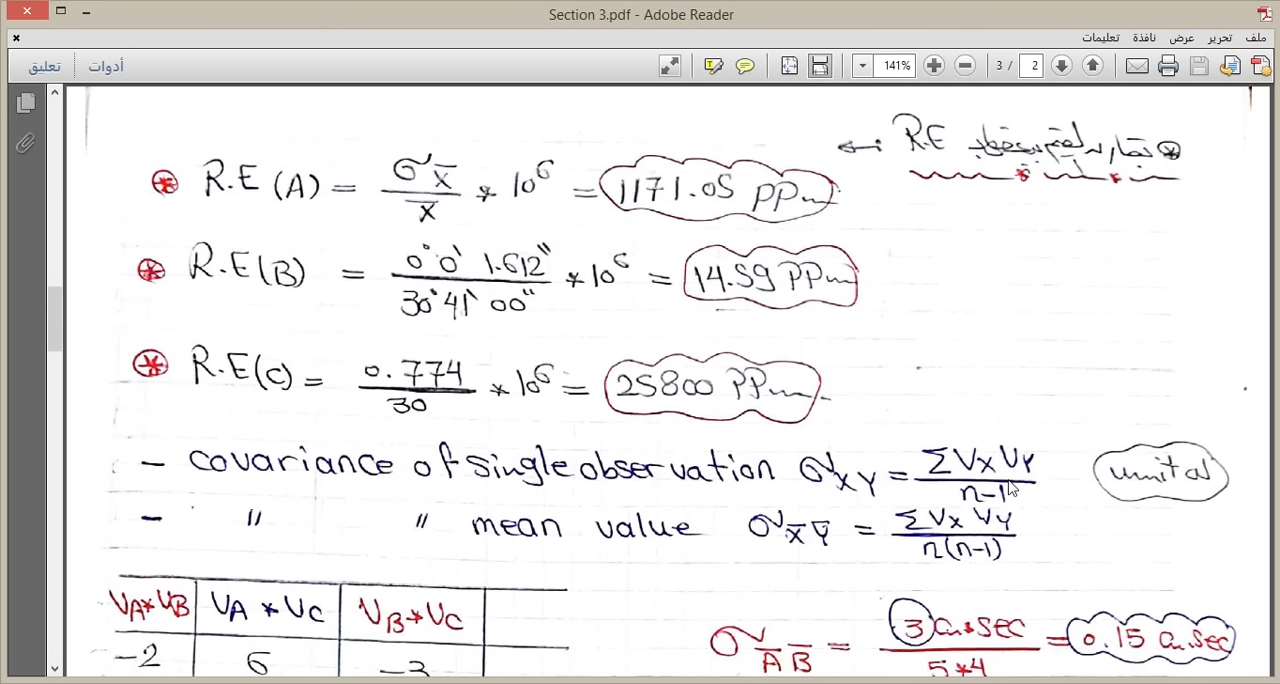 Section 3.pdf - Adobe Reader
ملف تحرير عرض نافذة تعليمات
أدوات تعليق
141% 3 / 2
R.E
R.E(A) = σx̄ / x̄ * 10⁶ = 1171.05 PPm
R.E(B) = 0° 0' 1.612" / 30° 41' 00" * 10⁶ = 14.59 PPm
R.E(C) = 0.774 / 30 * 10⁶ = 25800 PPm
- covariance of single observation σXY = ΣVX VY / n-1
- " " mean value σX̄Ȳ = ΣVX VY / n(n-1)
VA*VB VA*VC VB*VC
-2 6 -3
σĀB̄ = 3 cm*sec / 5*4 = 0.15 cm.sec